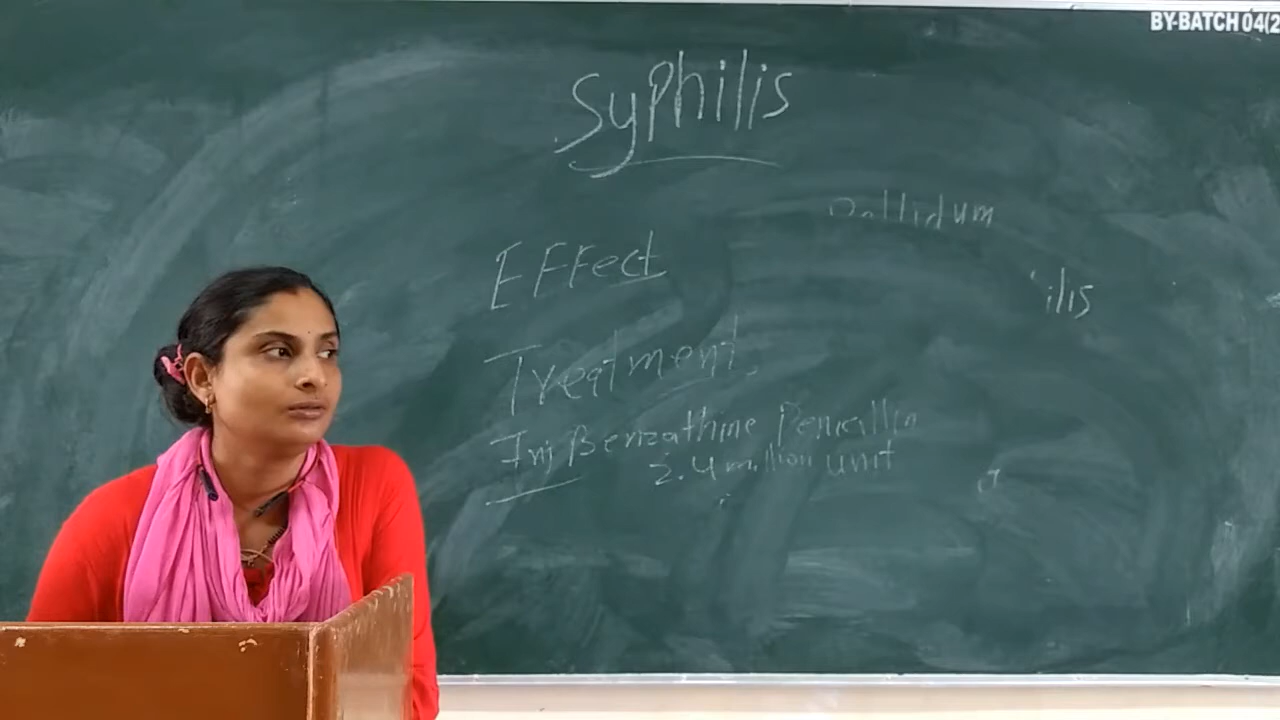 BY-BATCH 04(2
Syphilis
pallidum
EFFect
ilis
Treatment.
Inj Benzathine Penicillin
2.4 million unit